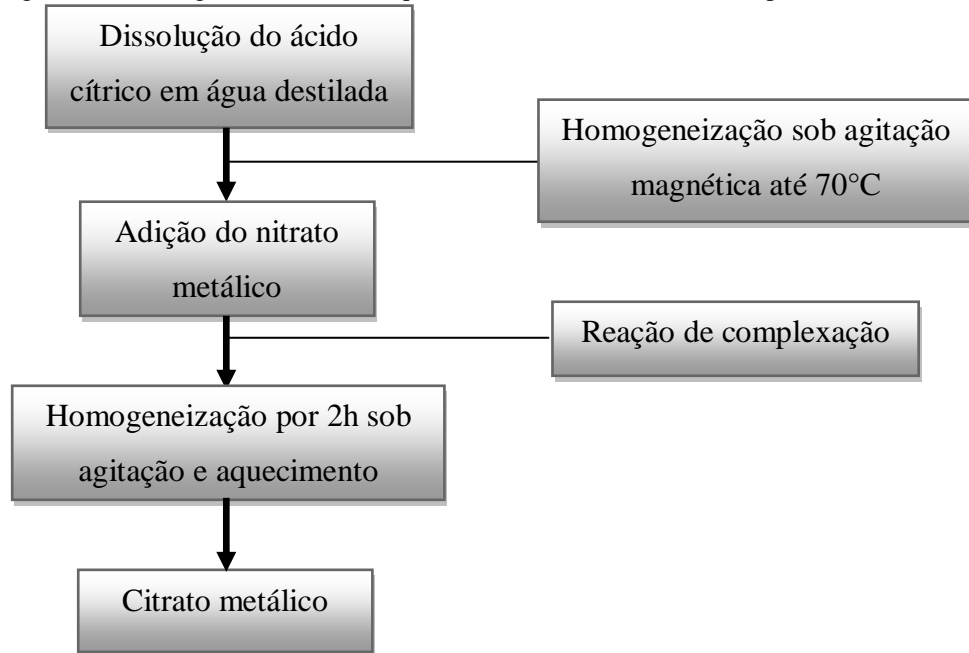 Dissolução do ácido
cítrico em água destilada
Homogeneização sob agitação
magnética até 70°C
Adição do nitrato
metálico
Reação de complexação
Homogeneização por 2h sob
agitação e aquecimento
Citrato metálico